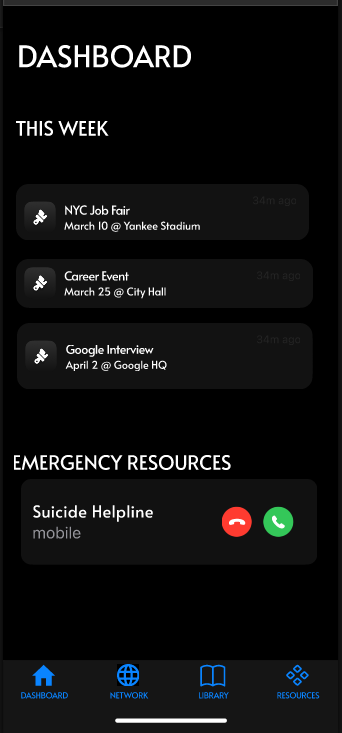 DASHBOARD
THIS WEEK
34m ago
NYC Job Fair
March 10 @ Yankee Stadium
34m ago
Career Event
March 25 @ City Hall
34m ago
Google Interview
April 2 @ Google HQ
EMERGENCY RESOURCES
Suicide Helpline
mobile
DASHBOARD NETWORK LIBRARY RESOURCES